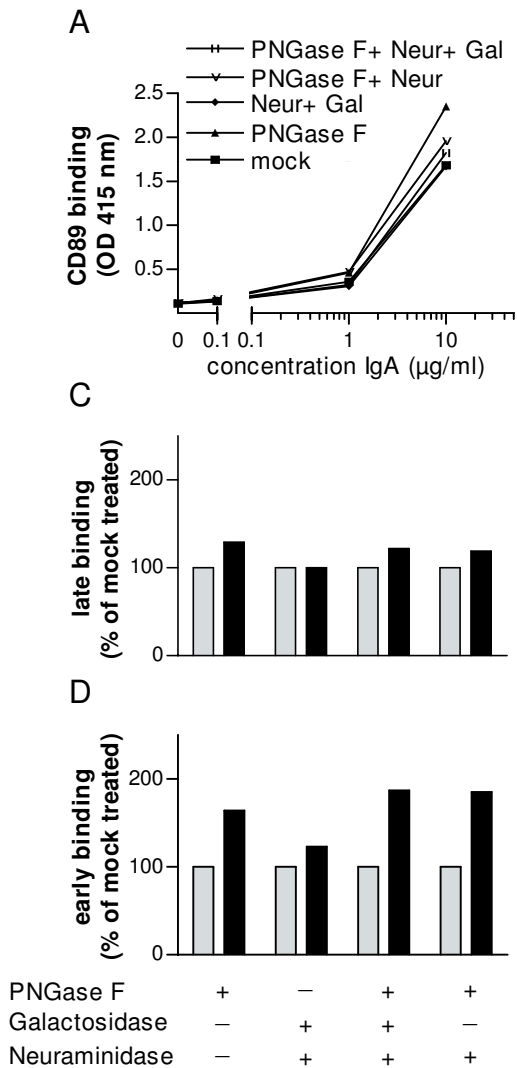 A
PNGase F+ Neur+ Gal
PNGase F+ Neur
Neur+ Gal
PNGase F
mock
CD89 binding
(OD 415 nm)
2.5
2.0
1.5
1.0
0.5
0 0.1 0.1 1 10
concentration IgA (µg/ml)
C
late binding
(% of mock treated)
200
100
0
D
early binding
(% of mock treated)
200
100
0
PNGase F + – + +
Galactosidase – + + –
Neuraminidase – + + +